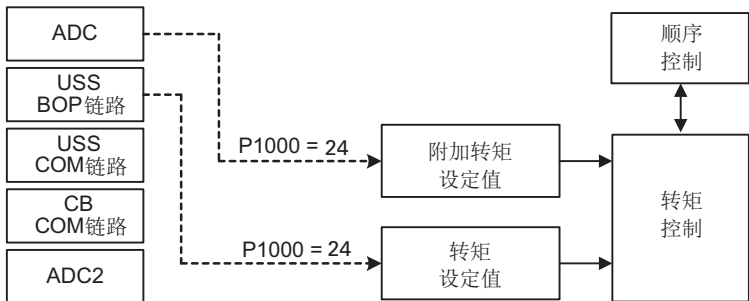 ADC
USS
BOP链路
USS
COM链路
CB
COM链路
ADC2
P1000 = 24
P1000 = 24
附加转矩
设定值
转矩
设定值
顺序
控制
转矩
控制